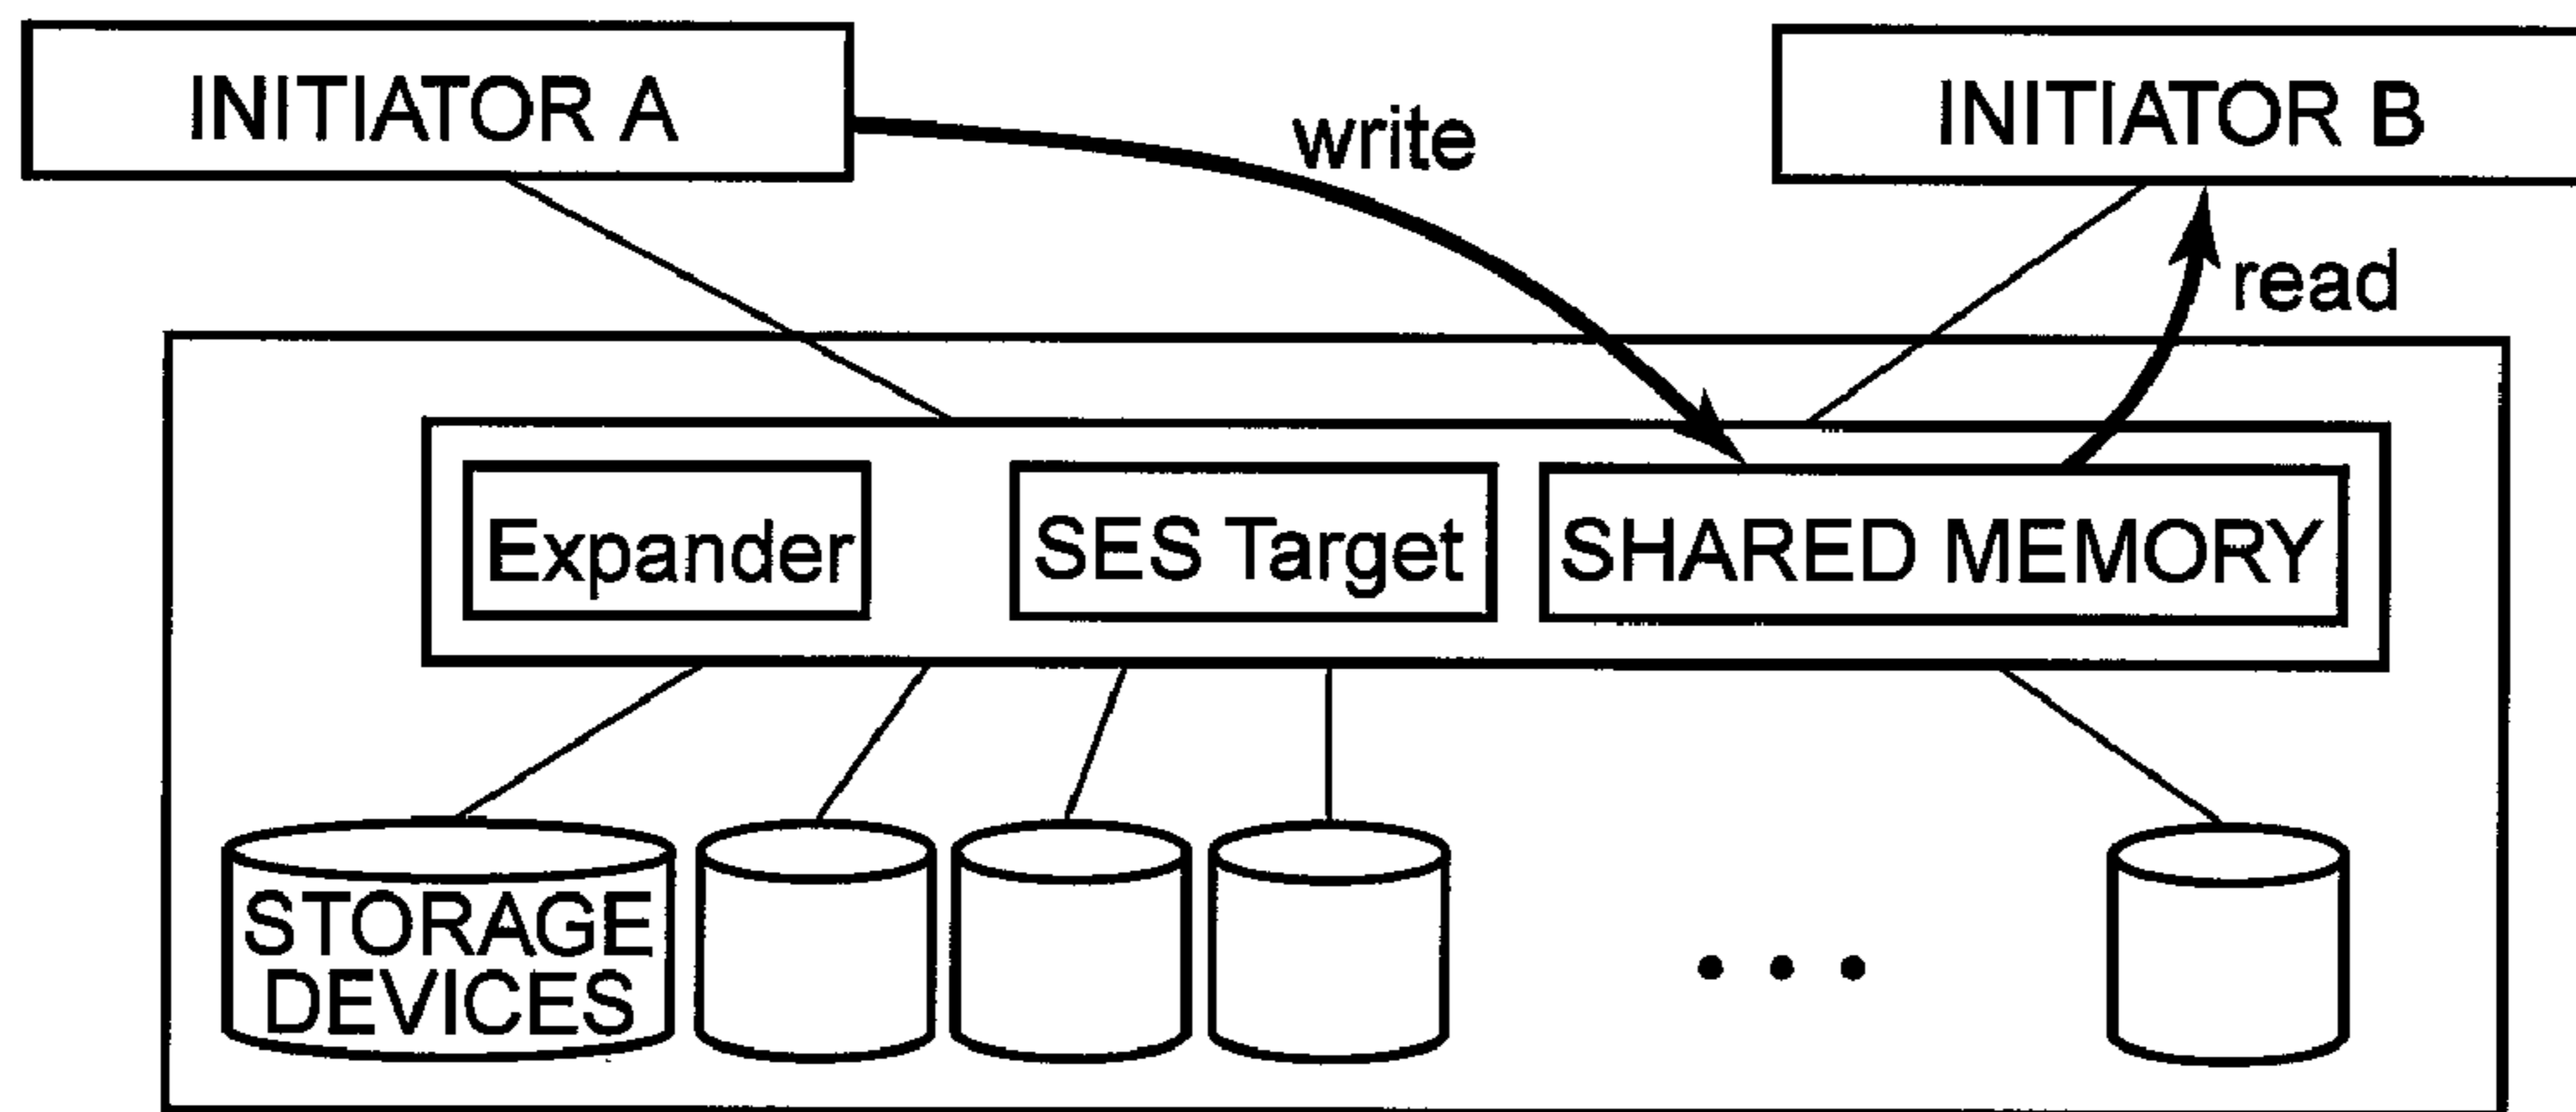 INITIATOR A
write
INITIATOR B
read
Expander
SES Target
SHARED MEMORY
STORAGE
DEVICES